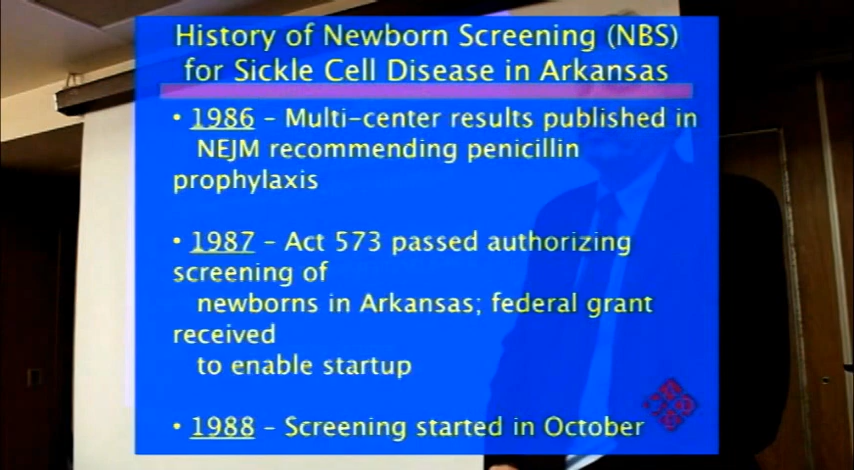 History of Newborn Screening (NBS)
for Sickle Cell Disease in Arkansas
• 1986 – Multi-center results published in
NEJM recommending penicillin
prophylaxis
• 1987 – Act 573 passed authorizing
screening of
newborns in Arkansas; federal grant
received
to enable startup
• 1988 – Screening started in October